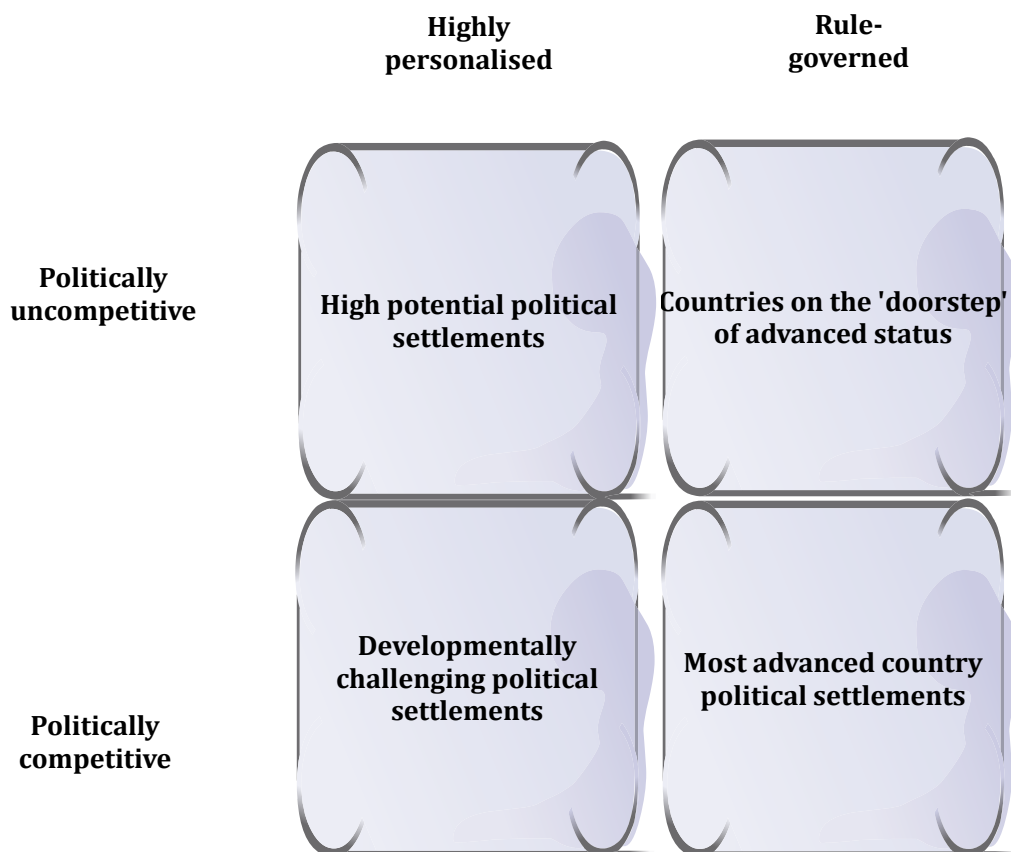 Highly
personalised
Rule-
governed
Politically
uncompetitive
High potential political
settlements
Countries on the 'doorstep'
of advanced status
Politically
competitive
Developmentally
challenging political
settlements
Most advanced country
political settlements